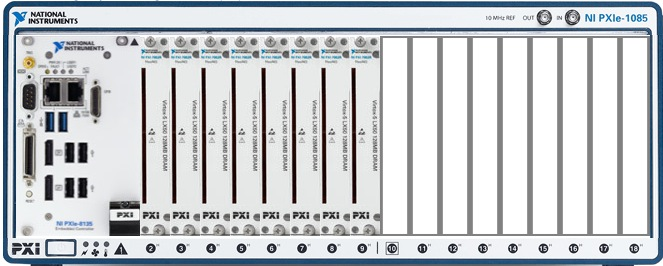 NATIONAL
INSTRUMENTS
10 MHz REF OUT IN NI PXIe-1085
NATIONAL
INSTRUMENTS
Virtex-5 LX50 128MB DRAM
Virtex-5 LX50 128MB DRAM
Virtex-5 LX50 128MB DRAM
Virtex-5 LX50 128MB DRAM
Virtex-5 LX50 128MB DRAM
Virtex-5 LX50 128MB DRAM
Virtex-5 LX50 128MB DRAM
Virtex-5 LX50 128MB DRAM
NI PXIe-8135
Embedded Controller
PXI PXI PXI PXI PXI PXI PXI PXI PXI
PXI 2 3 4 5 6 7 8 9 10 11 12 13 14 15 16 17 18